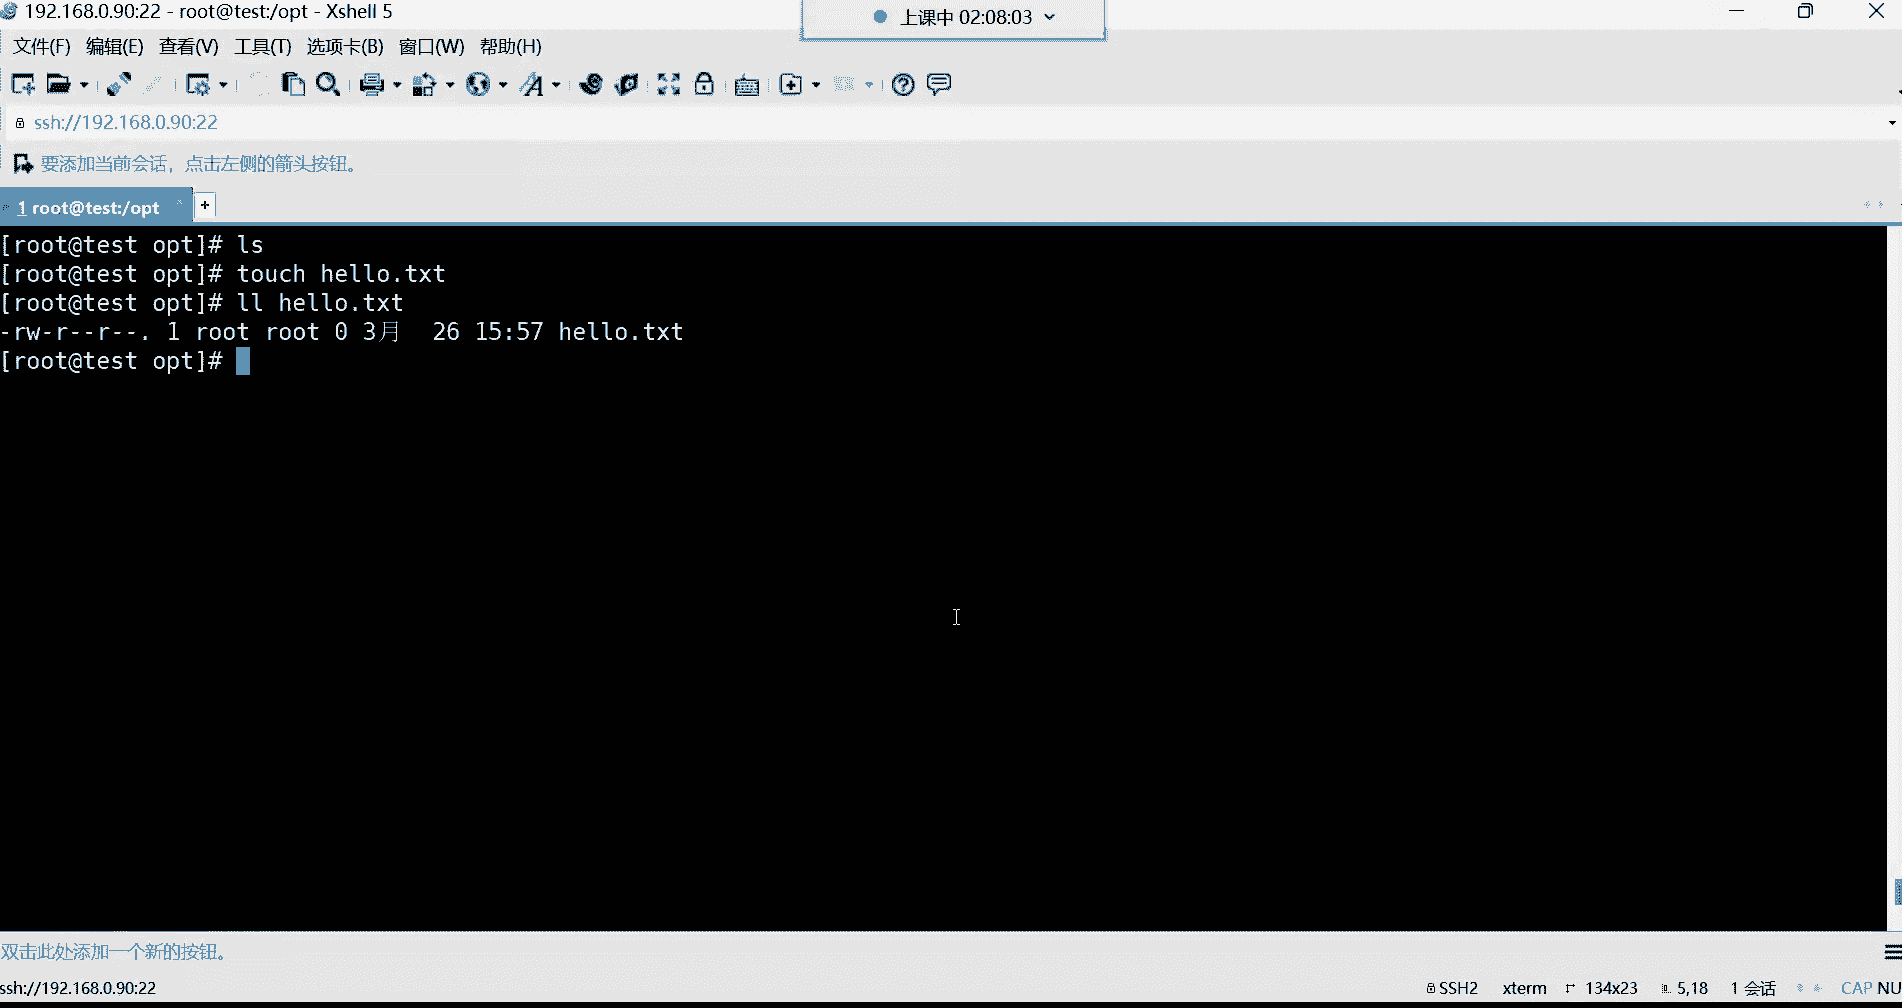 192.168.0.90:22 - root@test:/opt - Xshell 5
上课中 02:08:03
文件(F) 编辑(E) 查看(V) 工具(T) 选项卡(B) 窗口(W) 帮助(H)
ssh://192.168.0.90:22
要添加当前会话，点击左侧的箭头按钮。
1 root@test:/opt
[root@test opt]# ls
[root@test opt]# touch hello.txt
[root@test opt]# ll hello.txt
-rw-r--r--. 1 root root 0 3月  26 15:57 hello.txt
[root@test opt]#
双击此处添加一个新的按钮。
ssh://192.168.0.90:22 SSH2 xterm 134x23 5,18 1 会话 CAP NU